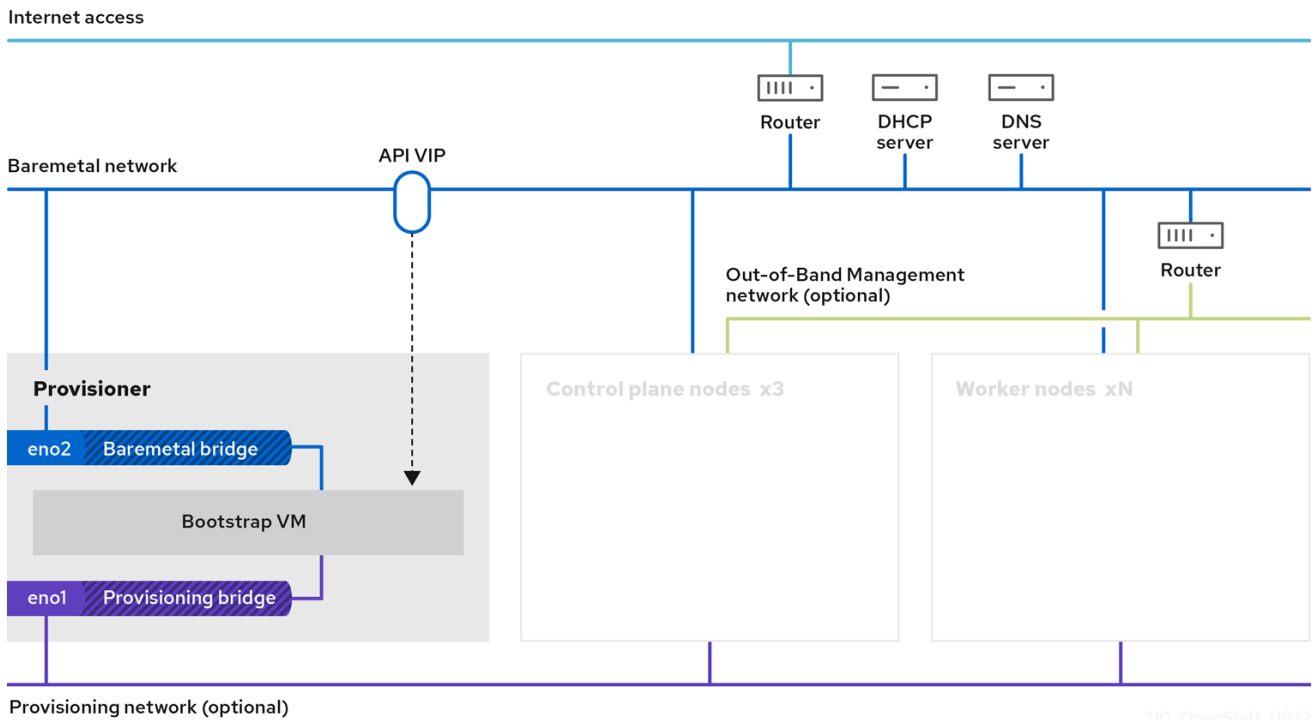 Internet access
Router
DHCP
server
DNS
server
Baremetal network
API VIP
Router
Out-of-Band Management
network (optional)
Provisioner
Control plane nodes x3
Worker nodes xN
eno2
Baremetal bridge
Bootstrap VM
eno1
Provisioning bridge
Provisioning network (optional)
210_OpenShift_0822